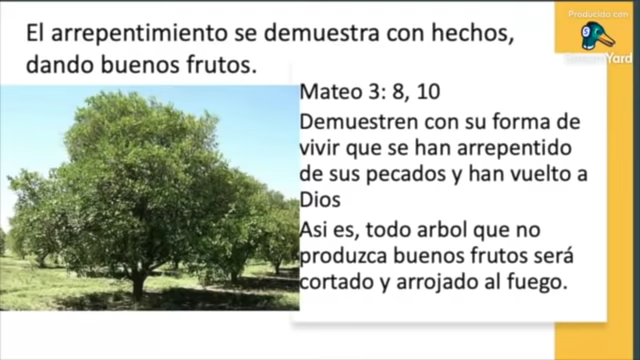 Producido con
StreamYard
El arrepentimiento se demuestra con hechos,
dando buenos frutos.
Mateo 3: 8, 10
Demuestren con su forma de
vivir que se han arrepentido
de sus pecados y han vuelto a
Dios
Asi es, todo arbol que no
produzca buenos frutos será
cortado y arrojado al fuego.